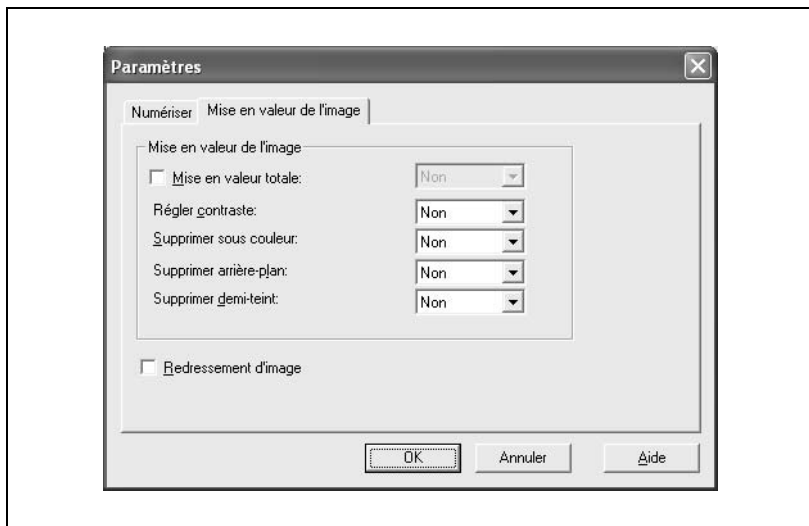 Paramètres
Numériser Mise en valeur de l'image
Mise en valeur de l'image
Mise en valeur totale: Non
Régler contraste: Non
Supprimer sous couleur: Non
Supprimer arrière-plan: Non
Supprimer demi-teint: Non
Redressement d'image
OK Annuler Aide